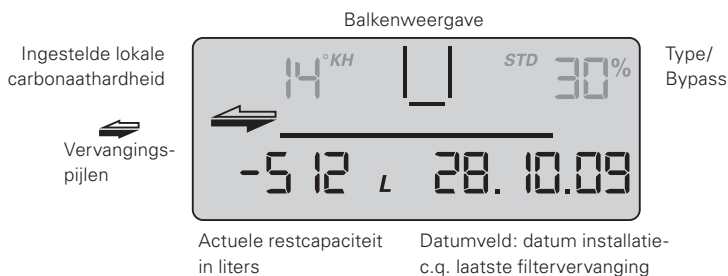 Balkenweergave
Ingestelde lokale
carbonaathardheid
14 °KH
STD 30%
Type/
Bypass
Vervangings-
pijlen
-512 L 28.10.09
Actuele restcapaciteit
in liters
Datumveld: datum installatie-
c.q. laatste filtervervanging